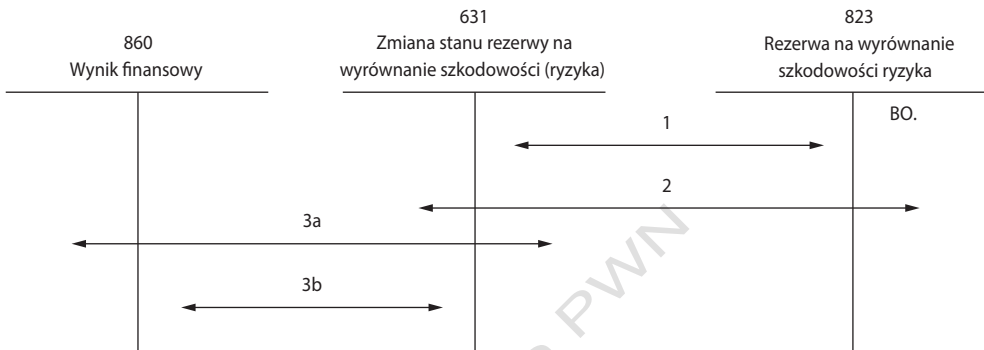 860
Wynik finansowy
631
Zmiana stanu rezerwy na
wyrównanie szkodowości (ryzyka)
823
Rezerwa na wyrównanie
szkodowości ryzyka
BO.
1
2
3a
3b
PWN